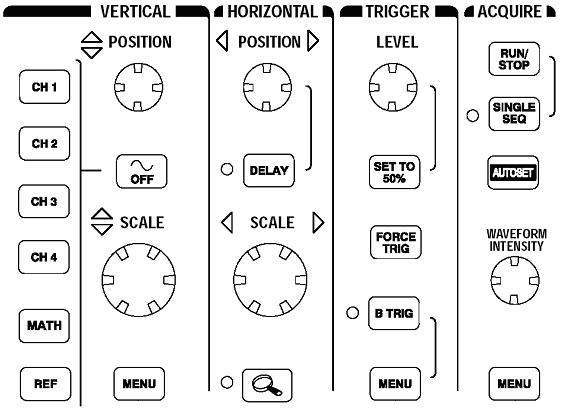 VERTICAL
HORIZONTAL
TRIGGER
ACQUIRE
POSITION
POSITION
LEVEL
RUN/
STOP
CH 1
SINGLE
SEQ
CH 2
OFF
DELAY
SET TO
50%
AUTOSET
CH 3
SCALE
SCALE
FORCE
TRIG
WAVEFORM
INTENSITY
CH 4
MATH
B TRIG
REF
MENU
MENU
MENU